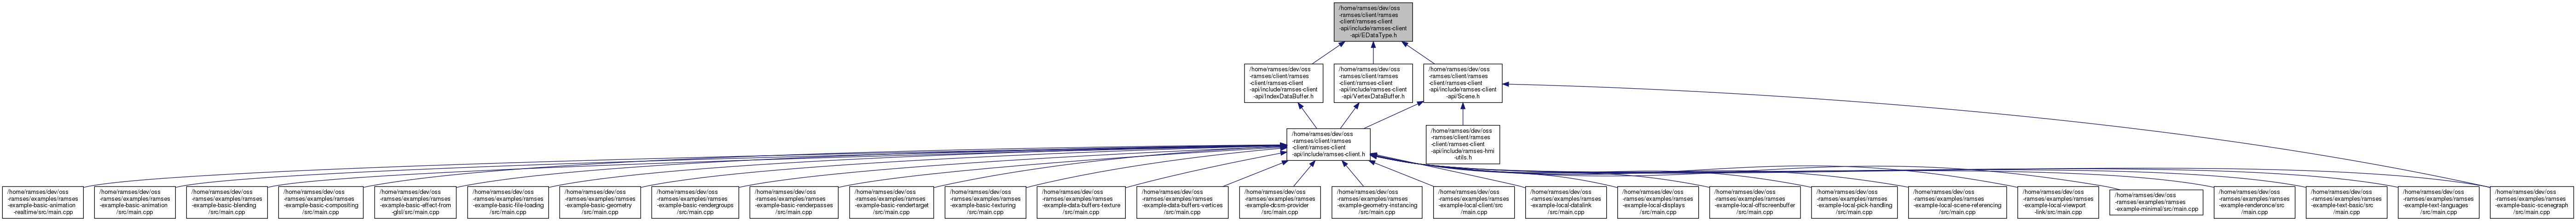 /home/ramses/dev/oss
-ramses/client/ramses
-client/ramses-client
-api/include/ramses-client
-api/EDataType.h
/home/ramses/dev/oss
-ramses/client/ramses
-client/ramses-client
-api/include/ramses-client
-api/IndexDataBuffer.h
/home/ramses/dev/oss
-ramses/client/ramses
-client/ramses-client
-api/include/ramses-client
-api/VertexDataBuffer.h
/home/ramses/dev/oss
-ramses/client/ramses
-client/ramses-client
-api/include/ramses-client
-api/Scene.h
/home/ramses/dev/oss
-ramses/client/ramses
-client/ramses-client
-api/include/ramses-client.h
/home/ramses/dev/oss
-ramses/client/ramses
-client/ramses-client
-api/include/ramses-hmi
-utils.h
/home/ramses/dev/oss
-ramses/examples/ramses
-example-basic-animation
-realtime/src/main.cpp
/home/ramses/dev/oss
-ramses/examples/ramses
-example-basic-animation
/src/main.cpp
/home/ramses/dev/oss
-ramses/examples/ramses
-example-basic-blending
/src/main.cpp
/home/ramses/dev/oss
-ramses/examples/ramses
-example-basic-compositing
/src/main.cpp
/home/ramses/dev/oss
-ramses/examples/ramses
-example-basic-effect-from
-glsl/src/main.cpp
/home/ramses/dev/oss
-ramses/examples/ramses
-example-basic-file-loading
/src/main.cpp
/home/ramses/dev/oss
-ramses/examples/ramses
-example-basic-geometry
/src/main.cpp
/home/ramses/dev/oss
-ramses/examples/ramses
-example-basic-rendergroups
/src/main.cpp
/home/ramses/dev/oss
-ramses/examples/ramses
-example-basic-renderpasses
/src/main.cpp
/home/ramses/dev/oss
-ramses/examples/ramses
-example-basic-rendertarget
/src/main.cpp
/home/ramses/dev/oss
-ramses/examples/ramses
-example-basic-texturing
/src/main.cpp
/home/ramses/dev/oss
-ramses/examples/ramses
-example-data-buffers-texture
/src/main.cpp
/home/ramses/dev/oss
-ramses/examples/ramses
-example-data-buffers-vertices
/src/main.cpp
/home/ramses/dev/oss
-ramses/examples/ramses
-example-dcsm-provider
/src/main.cpp
/home/ramses/dev/oss
-ramses/examples/ramses
-example-geometry-instancing
/src/main.cpp
/home/ramses/dev/oss
-ramses/examples/ramses
-example-local-client/src
/main.cpp
/home/ramses/dev/oss
-ramses/examples/ramses
-example-local-datalink
/src/main.cpp
/home/ramses/dev/oss
-ramses/examples/ramses
-example-local-displays
/src/main.cpp
/home/ramses/dev/oss
-ramses/examples/ramses
-example-local-offscreenbuffer
/src/main.cpp
/home/ramses/dev/oss
-ramses/examples/ramses
-example-local-pick-handling
/src/main.cpp
/home/ramses/dev/oss
-ramses/examples/ramses
-example-local-scene-referencing
/src/main.cpp
/home/ramses/dev/oss
-ramses/examples/ramses
-example-local-viewport
-link/src/main.cpp
/home/ramses/dev/oss
-ramses/examples/ramses
-example-minimal/src/main.cpp
/home/ramses/dev/oss
-ramses/examples/ramses
-example-renderonce/src
/main.cpp
/home/ramses/dev/oss
-ramses/examples/ramses
-example-text-basic/src
/main.cpp
/home/ramses/dev/oss
-ramses/examples/ramses
-example-text-languages
/src/main.cpp
/home/ramses/dev/oss
-ramses/examples/ramses
-example-basic-scenegraph
/src/main.cpp